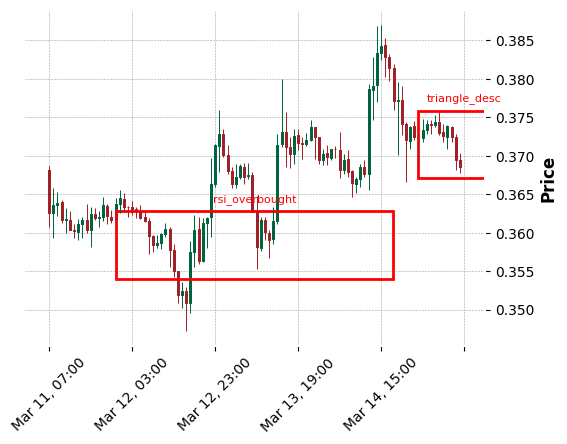 0.385
0.380
triangle_desc
0.375
0.370
0.365
rsi_overbought
0.360
0.355
0.350
Price
Mar 11, 07:00
Mar 12, 03:00
Mar 12, 23:00
Mar 13, 19:00
Mar 14, 15:00